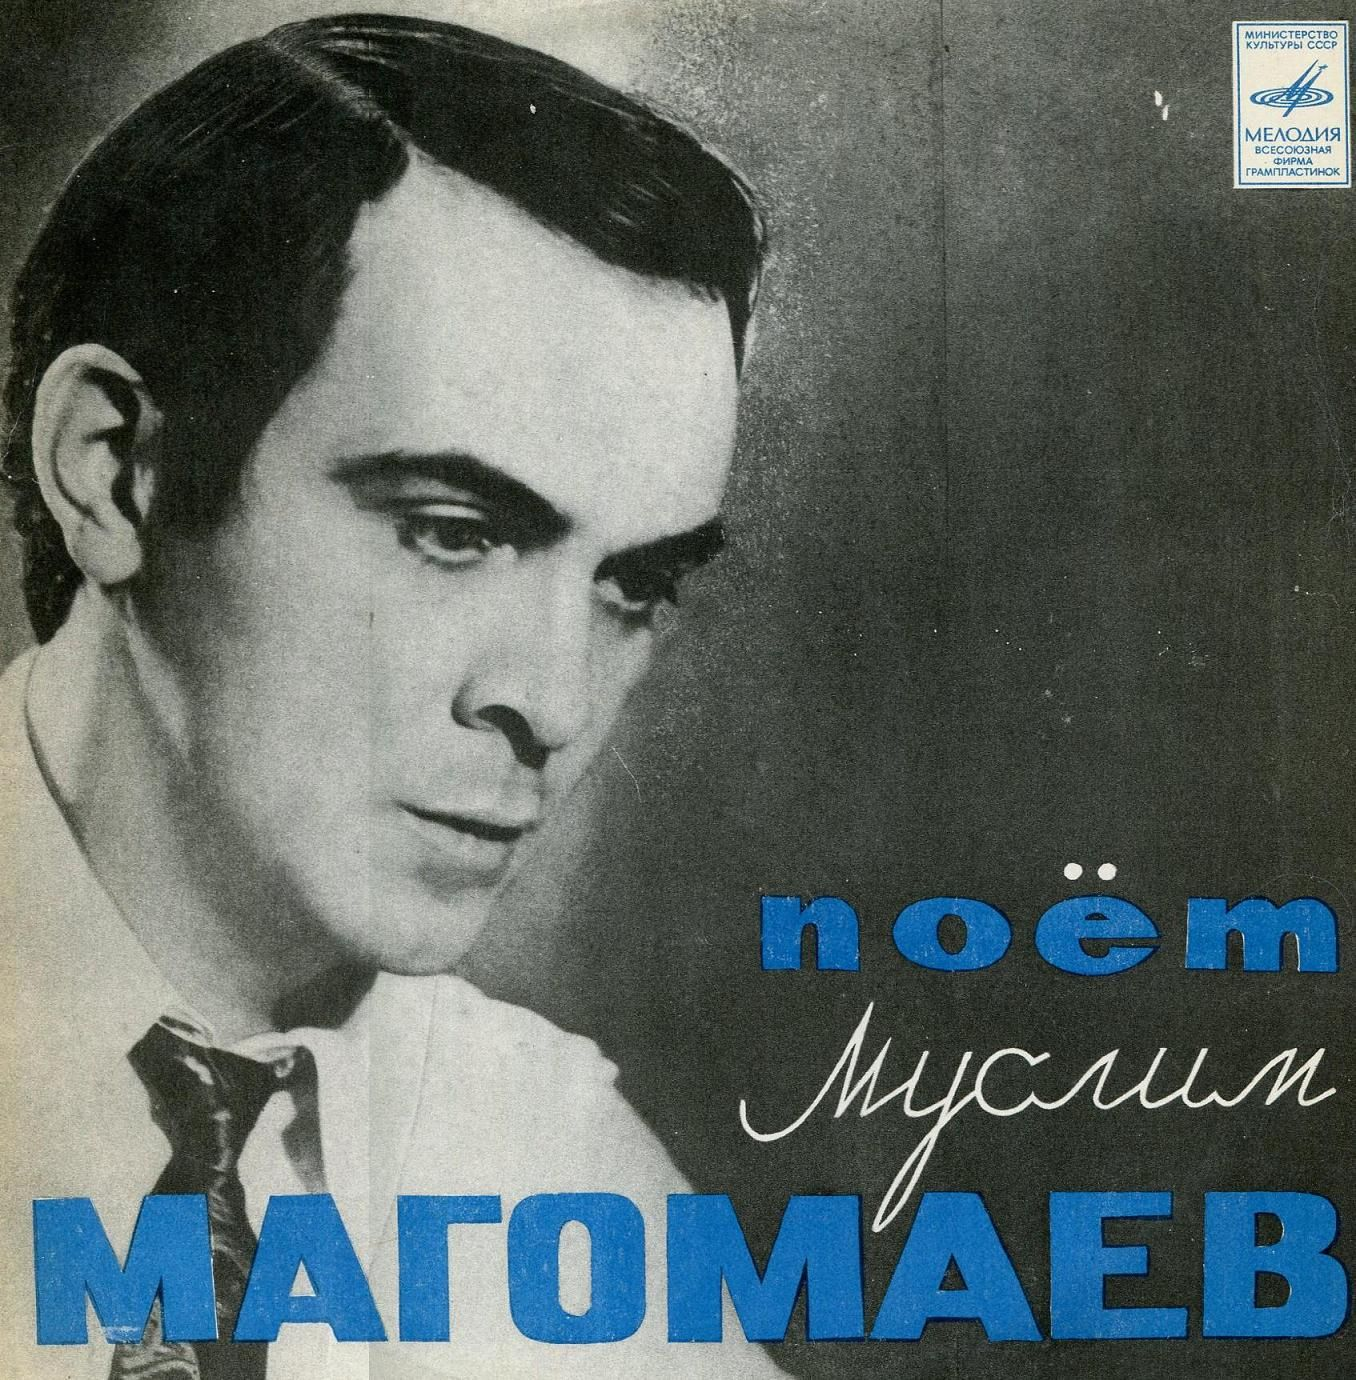 МИНИСТЕРСТВО
КУЛЬТУРЫ СССР
МЕЛОДИЯ
ВСЕСОЮЗНАЯ
ФИРМА
ГРАМПЛАСТИНОК
поёт
Муслим
МАГОМАЕВ